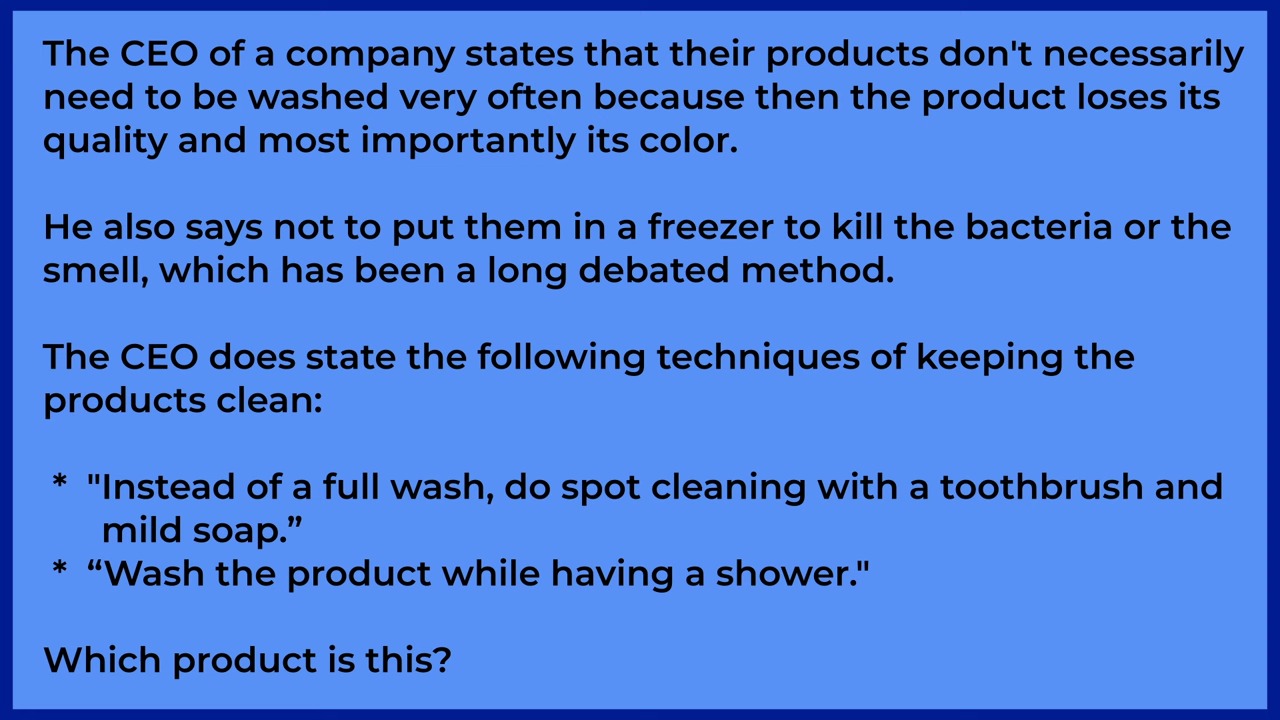 The CEO of a company states that their products don't necessarily
need to be washed very often because then the product loses its
quality and most importantly its color.
He also says not to put them in a freezer to kill the bacteria or the
smell, which has been a long debated method.
The CEO does state the following techniques of keeping the
products clean:
* "Instead of a full wash, do spot cleaning with a toothbrush and
mild soap.”
* “Wash the product while having a shower."
Which product is this?